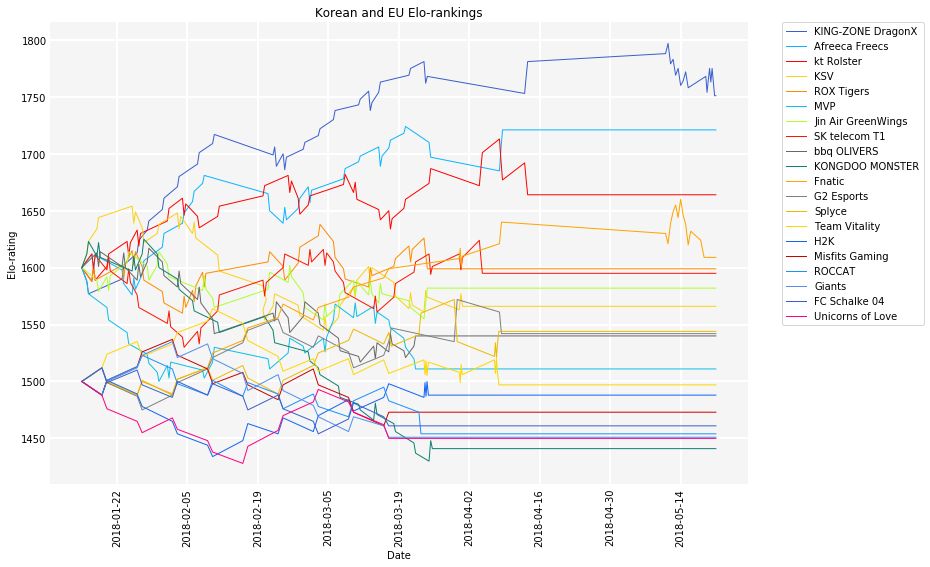 Korean and EU Elo-rankings
1800
1750
1700
1650
1600
1550
1500
1450
Elo-rating
2018-01-22
2018-02-05
2018-02-19
2018-03-05
2018-03-19
2018-04-02
2018-04-16
2018-04-30
2018-05-14
Date
KING-ZONE DragonX
Afreeca Freecs
kt Rolster
KSV
ROX Tigers
MVP
Jin Air GreenWings
SK telecom T1
bbq OLIVERS
KONGDOO MONSTER
Fnatic
G2 Esports
Splyce
Team Vitality
H2K
Misfits Gaming
ROCCAT
Giants
FC Schalke 04
Unicorns of Love